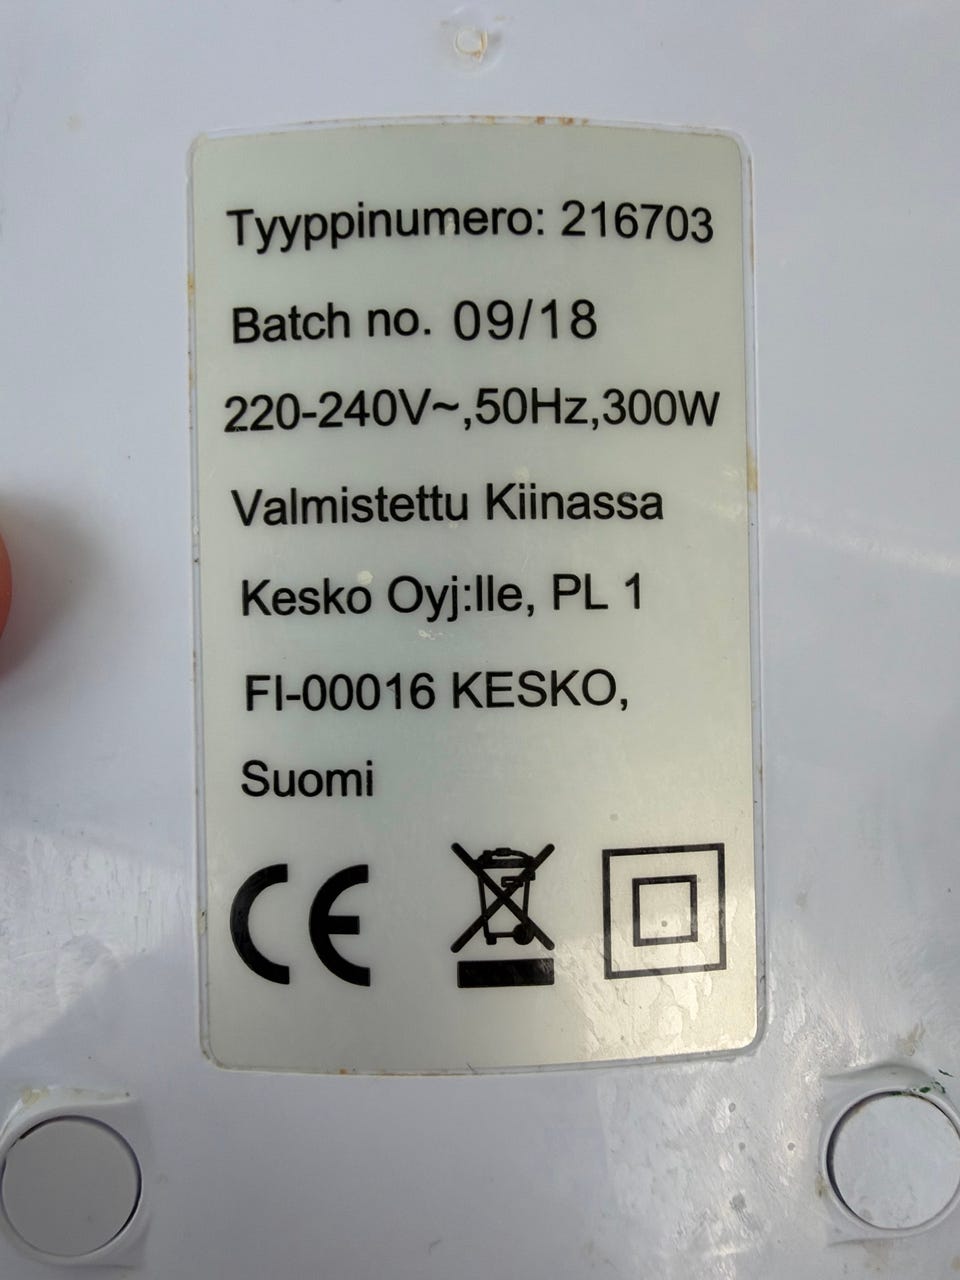 Tyyppinumero: 216703
Batch no. 09/18
220-240V~,50Hz,300W
Valmistettu Kiinassa
Kesko Oyj:lle, PL 1
FI-00016 KESKO,
Suomi
CE